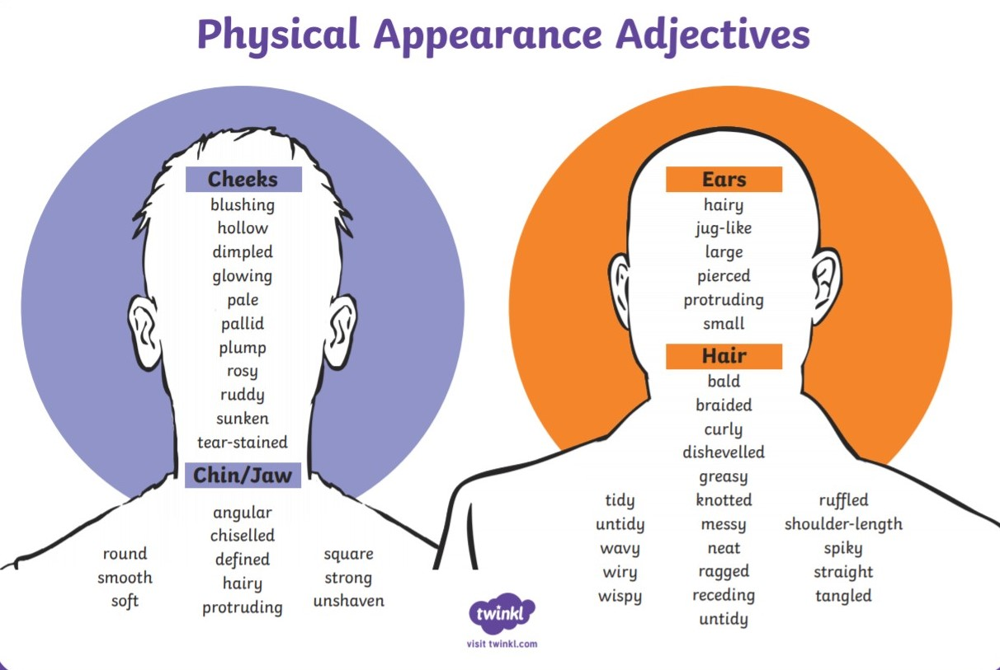 Physical Appearance Adjectives
Cheeks
blushing
hollow
dimpled
glowing
pale
pallid
plump
rosy
ruddy
sunken
tear-stained
Chin/Jaw
angular
chiselled
defined
hairy
protruding
round
smooth
soft
square
strong
unshaven
Ears
hairy
jug-like
large
pierced
protruding
small
Hair
bald
braided
curly
dishevelled
greasy
knotted
messy
neat
ragged
receding
untidy
tidy
untidy
wavy
wiry
wispy
ruffled
shoulder-length
spiky
straight
tangled
twinkl
visit twinkl.com